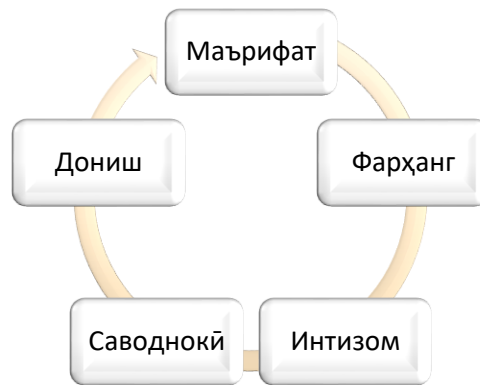 Маърифат
Фарҳанг
Интизом
Саводнокӣ
Дониш